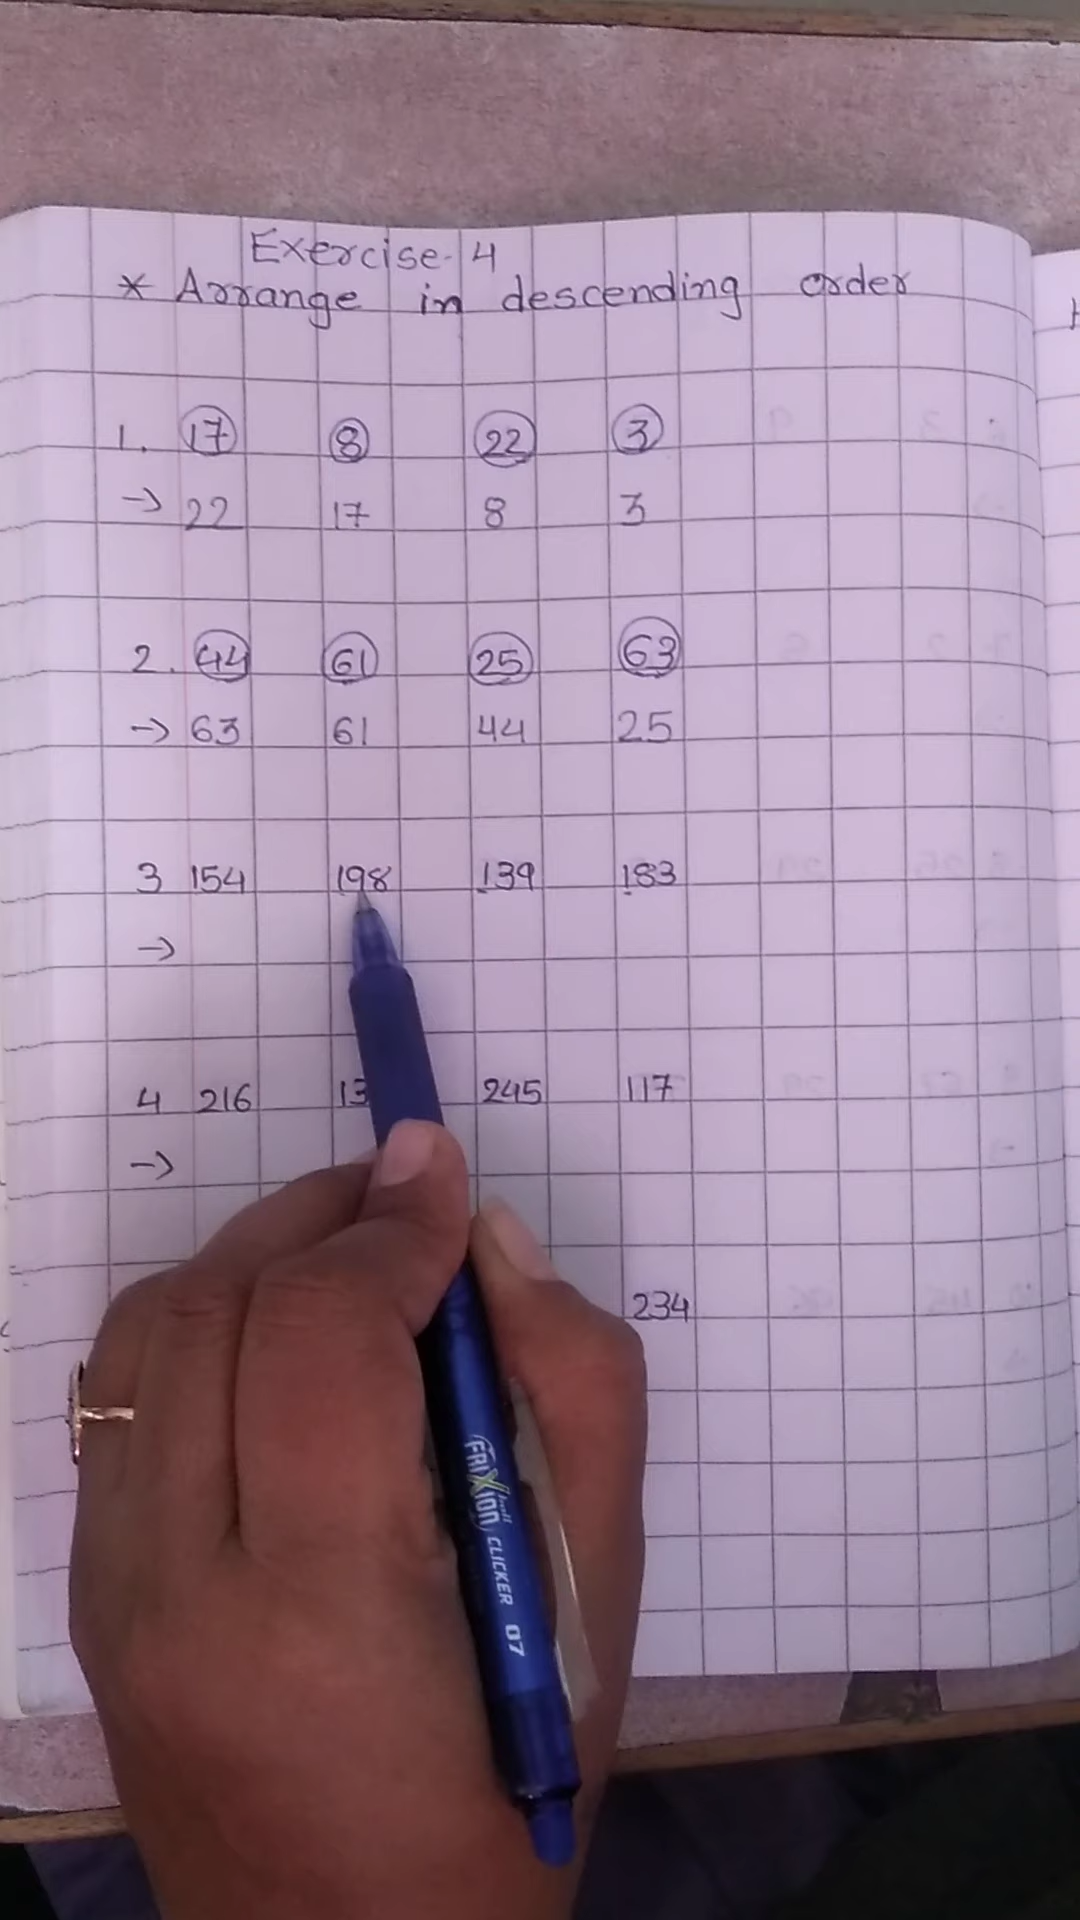 Exercise-4
* Arrange in descending order
1. 17 8 22 3
→ 22 17 8 3
2. 44 61 25 63
→ 63 61 44 25
3 154 198 139 183
→
4 216 245 117
→
234
FRIXION ball CLICKER 07